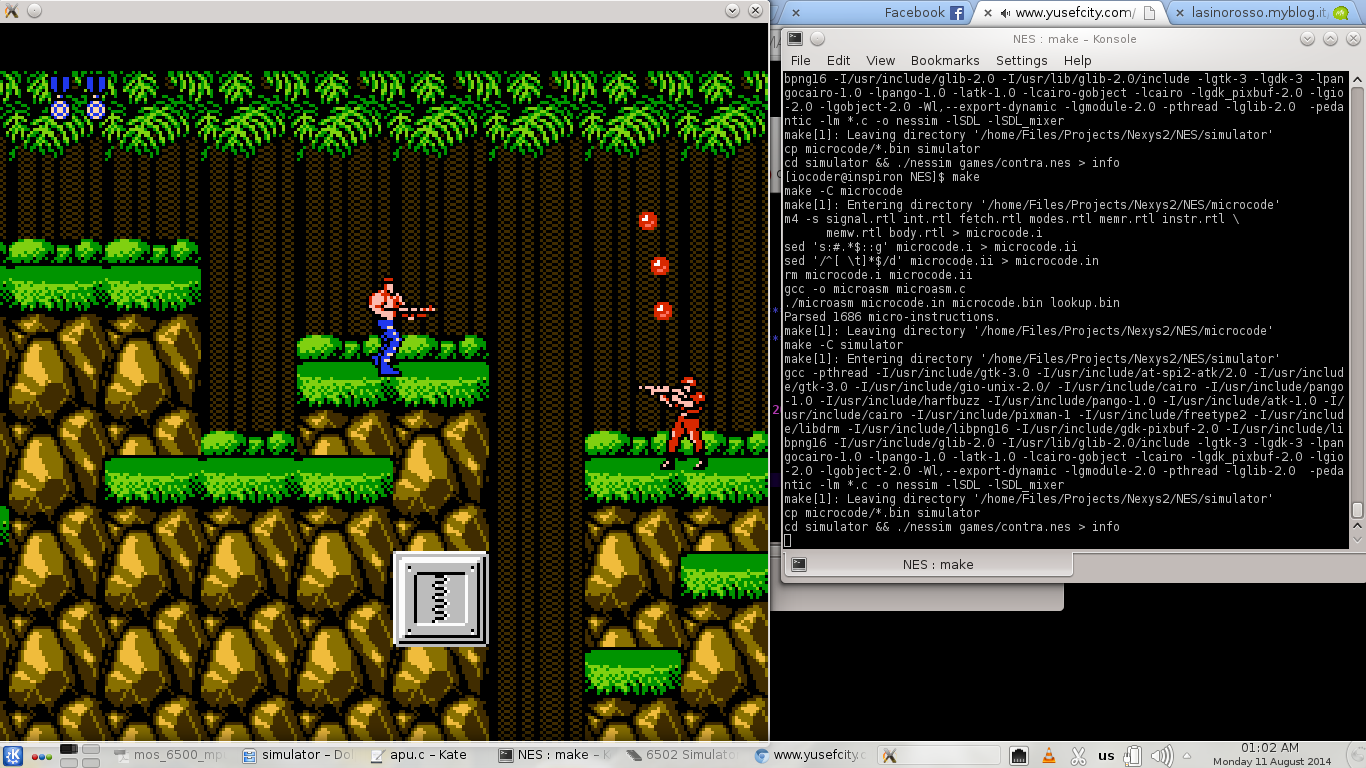 Facebook
www.yusefcity.com/
lasinorosso.myblog.it
NES : make – Konsole
File Edit View Bookmarks Settings Help
bpng16 -I/usr/include/glib-2.0 -I/usr/lib/glib-2.0/include -lgtk-3 -lgdk-3 -lpan
gocairo-1.0 -lpango-1.0 -latk-1.0 -lcairo-gobject -lcairo -lgdk_pixbuf-2.0 -lgio
-2.0 -lgobject-2.0 -Wl,--export-dynamic -lgmodule-2.0 -pthread -lglib-2.0  -peda
ntic -lm *.c -o nessim -lSDL -lSDL_mixer
make[1]: Leaving directory '/home/Files/Projects/Nexys2/NES/simulator'
cp microcode/*.bin simulator
cd simulator && ./nessim games/contra.nes > info
[iocoder@inspiron NES]$ make
make -C microcode
make[1]: Entering directory '/home/Files/Projects/Nexys2/NES/microcode'
m4 -s signal.rtl int.rtl fetch.rtl modes.rtl memr.rtl instr.rtl \
memw.rtl body.rtl > microcode.i
sed 's:#.*$::g' microcode.i > microcode.ii
sed '/^[ \t]*$/d' microcode.ii > microcode.in
rm microcode.i microcode.ii
gcc -o microasm microasm.c
./microasm microcode.in microcode.bin lookup.bin
Parsed 1686 micro-instructions.
make[1]: Leaving directory '/home/Files/Projects/Nexys2/NES/microcode'
make -C simulator
make[1]: Entering directory '/home/Files/Projects/Nexys2/NES/simulator'
gcc -pthread -I/usr/include/gtk-3.0 -I/usr/include/at-spi2-atk/2.0 -I/usr/includ
e/gtk-3.0 -I/usr/include/gio-unix-2.0/ -I/usr/include/cairo -I/usr/include/pango
-1.0 -I/usr/include/harfbuzz -I/usr/include/pango-1.0 -I/usr/include/atk-1.0 -I/
usr/include/cairo -I/usr/include/pixman-1 -I/usr/include/freetype2 -I/usr/includ
e/libdrm -I/usr/include/libpng16 -I/usr/include/gdk-pixbuf-2.0 -I/usr/include/li
bpng16 -I/usr/include/glib-2.0 -I/usr/lib/glib-2.0/include -lgtk-3 -lgdk-3 -lpan
gocairo-1.0 -lpango-1.0 -latk-1.0 -lcairo-gobject -lcairo -lgdk_pixbuf-2.0 -lgio
-2.0 -lgobject-2.0 -Wl,--export-dynamic -lgmodule-2.0 -pthread -lglib-2.0  -peda
ntic -lm *.c -o nessim -lSDL -lSDL_mixer
make[1]: Leaving directory '/home/Files/Projects/Nexys2/NES/simulator'
cp microcode/*.bin simulator
cd simulator && ./nessim games/contra.nes > info
NES : make
mos_6500_mp simulator – Dol apu.c – Kate NES : make – K 6502 Simulato www.yusefcity.c us 01:02 AM
Monday 11 August 2014